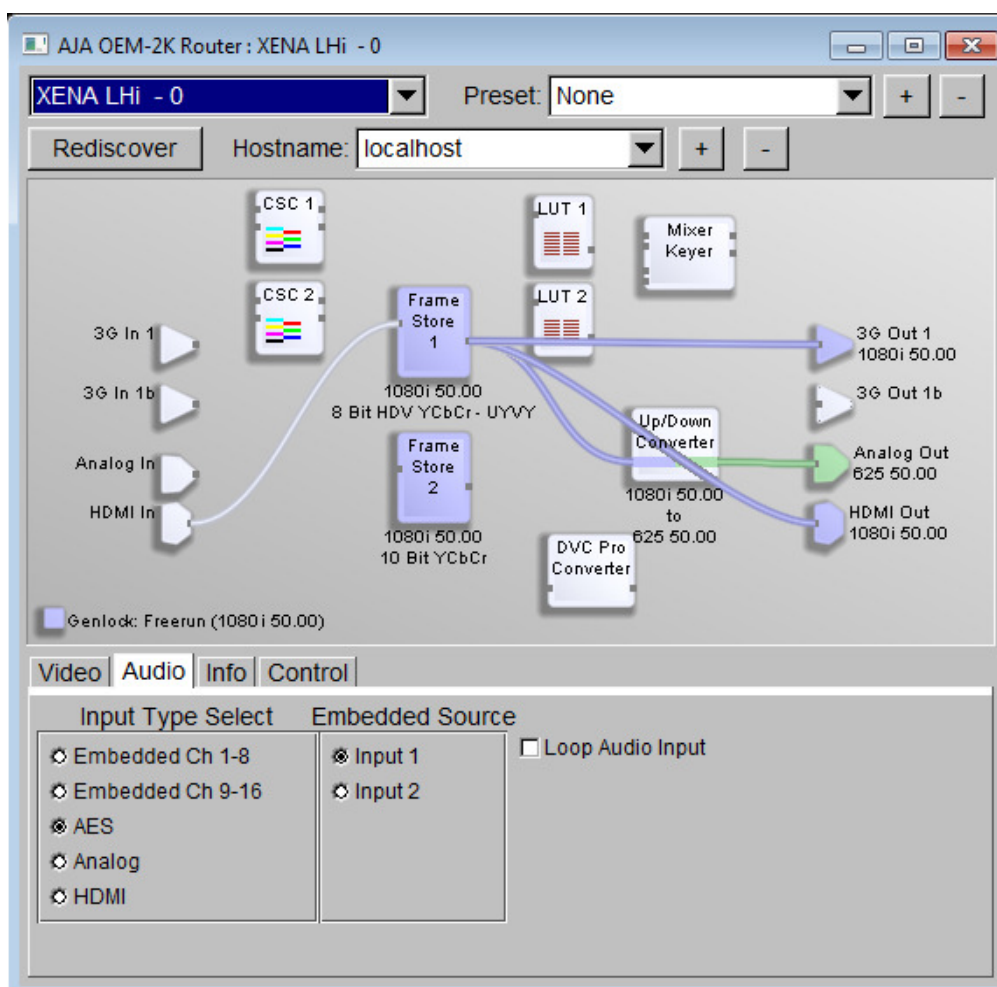 AJA OEM-2K Router : XENA LHi - 0
XENA LHi - 0
Preset: None
+
-
Rediscover
Hostname: localhost
+
-
CSC 1
LUT 1
Mixer
Keyer
CSC 2
Frame
Store
1
LUT 2
3G In 1
3G Out 1
1080i 50.00
1080i 50.00
8 Bit HDV YCbCr - UYVY
3G In 1b
3G Out 1b
Up/Down
Converter
Frame
Store
2
Analog In
Analog Out
625 50.00
1080i 50.00
to
625 50.00
HDMI In
HDMI Out
1080i 50.00
1080i 50.00
10 Bit YCbCr
DVC Pro
Converter
Genlock: Freerun (1080i 50.00)
Video
Audio
Info
Control
Input Type Select
Embedded Ch 1-8
Embedded Ch 9-16
AES
Analog
HDMI
Embedded Source
Input 1
Input 2
Loop Audio Input